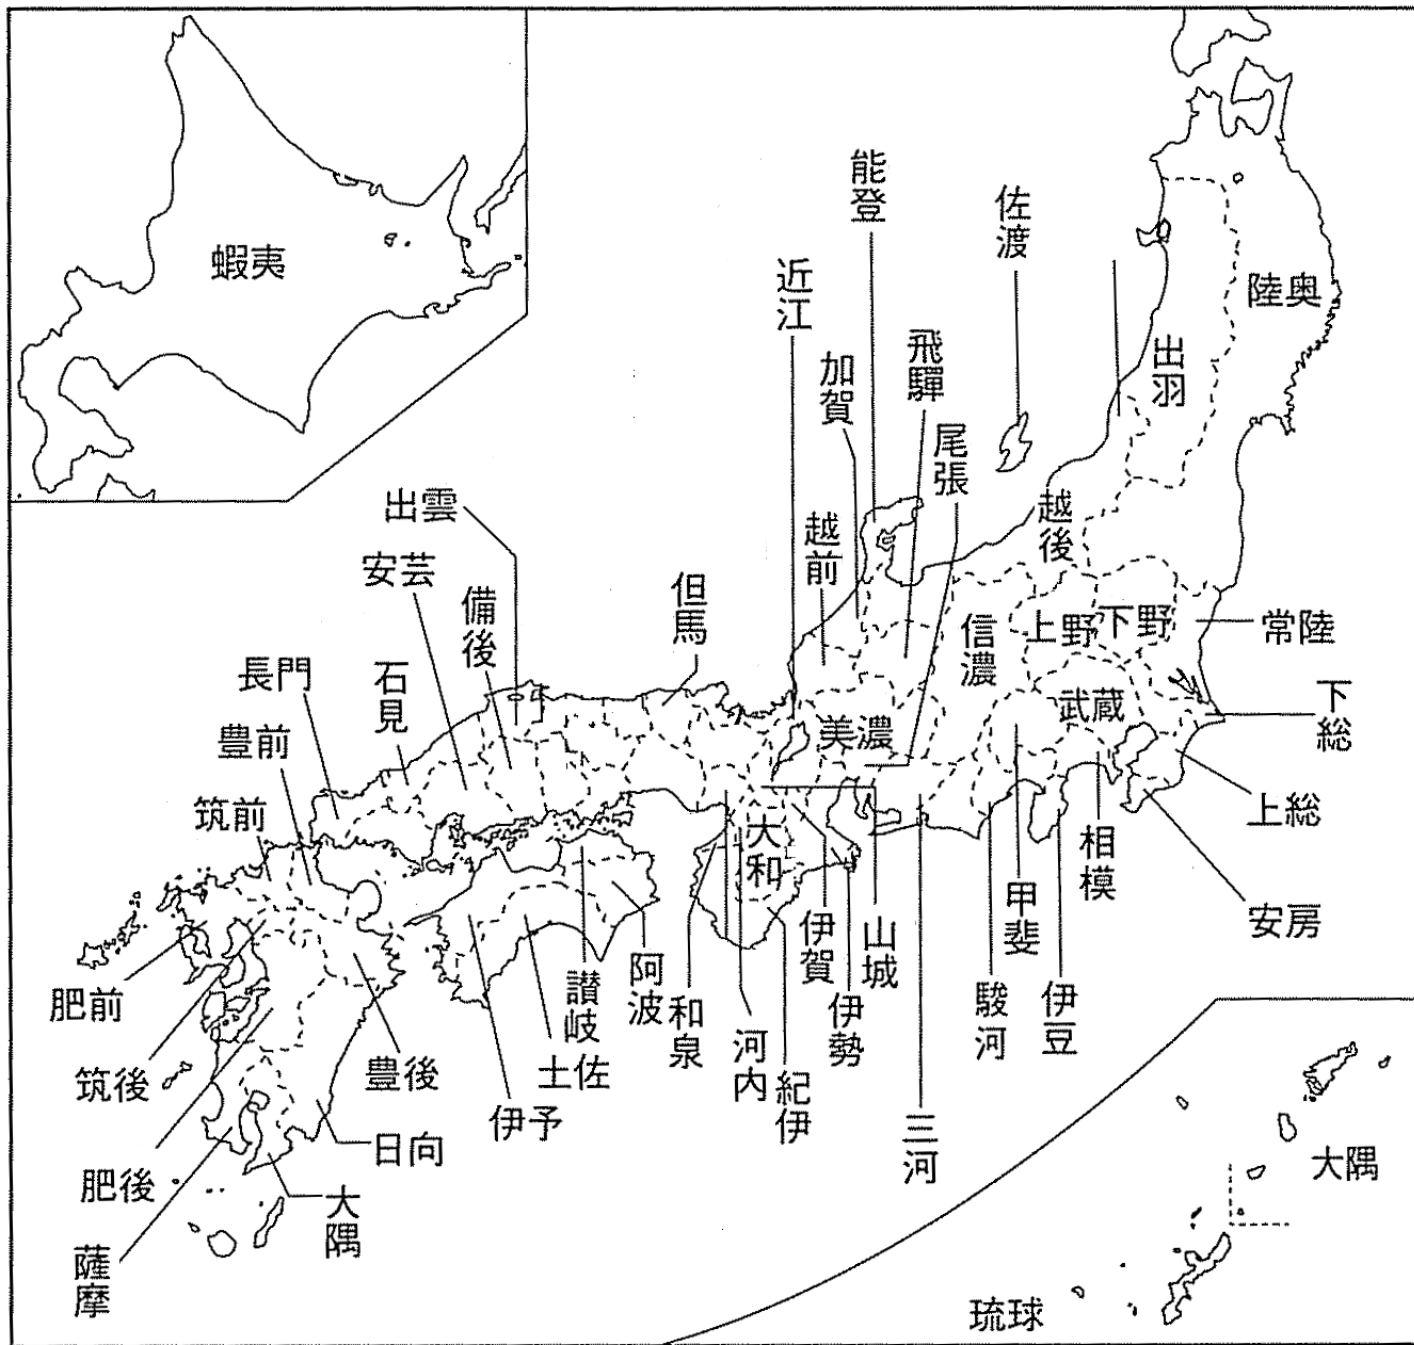 蝦夷
能登
佐渡
近江
陸奥
飛驒
加賀
出羽
尾張
出雲
越前
越後
安芸
備後
但馬
信濃
上野
下野
常陸
長門
石見
豊前
美濃
武蔵
下総
筑前
上総
大和
相模
甲斐
安房
伊賀
山城
肥前
讃岐
阿波
和泉
河内
伊勢
駿河
伊豆
筑後
豊後
土佐
紀伊
伊予
三河
日向
肥後
大隅
薩摩
大隅
琉球